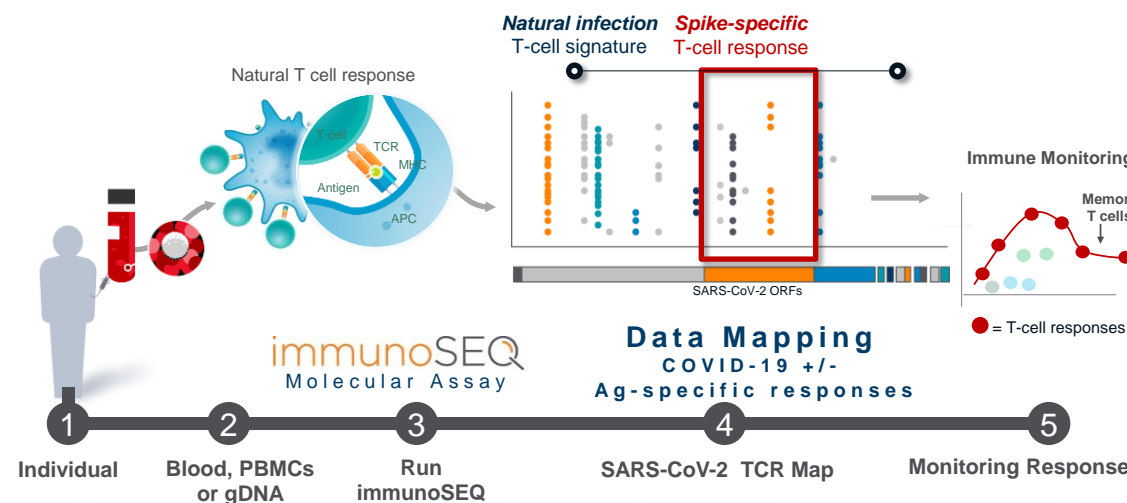 Natural infection
T-cell signature
Spike-specific
T-cell response
Natural T cell response
T cell
TCR
MHC
Antigen
APC
Immune Monitoring
Memor
T cells
SARS-CoV-2 ORFs
= T-cell responses
immunoSEQ
Molecular Assay
Data Mapping
COVID-19 +/-
Ag-specific responses
1
2
3
4
5
Individual
Blood, PBMCs
or gDNA
Run
immunoSEQ
SARS-CoV-2 TCR Map
Monitoring Response